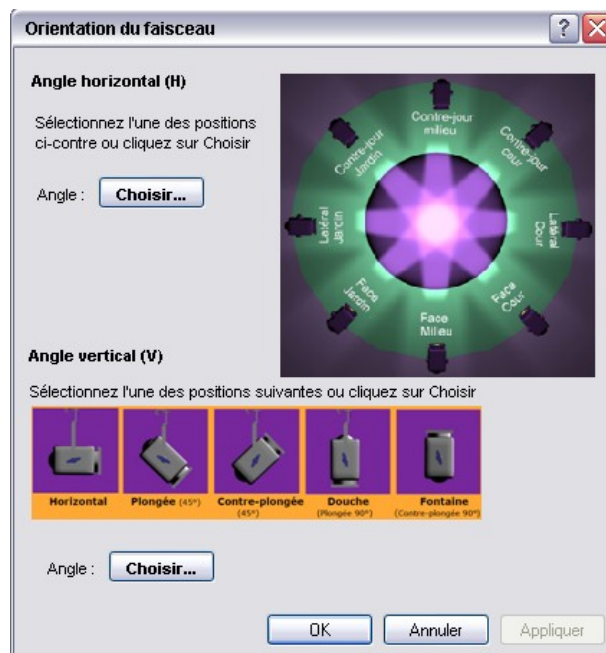 Orientation du faisceau
Angle horizontal (H)
Sélectionnez l'une des positions
ci-contre ou cliquez sur Choisir
Angle : Choisir...
Contre-jour
milieu
Contre-jour
Jardin
Contre-jour
cour
Latéral
Jardin
Latéral
Cour
Face
Jardin
Face
Cour
Face
Milieu
Angle vertical (V)
Sélectionnez l'une des positions suivantes ou cliquez sur Choisir
Horizontal Plongée (45°) Contre-plongée Douche Fontaine
(45°) (Plongée 90°) (Contre-plongée 90°)
Angle : Choisir...
OK Annuler Appliquer